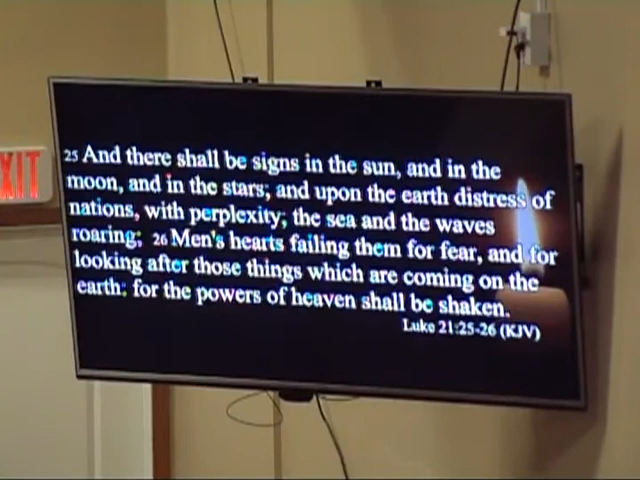 XIT
25 And there shall be signs in the sun, and in the
moon, and in the stars; and upon the earth distress of
nations, with perplexity; the sea and the waves
roaring; 26 Men's hearts failing them for fear, and for
looking after those things which are coming on the
earth: for the powers of heaven shall be shaken.
Luke 21:25-26 (KJV)